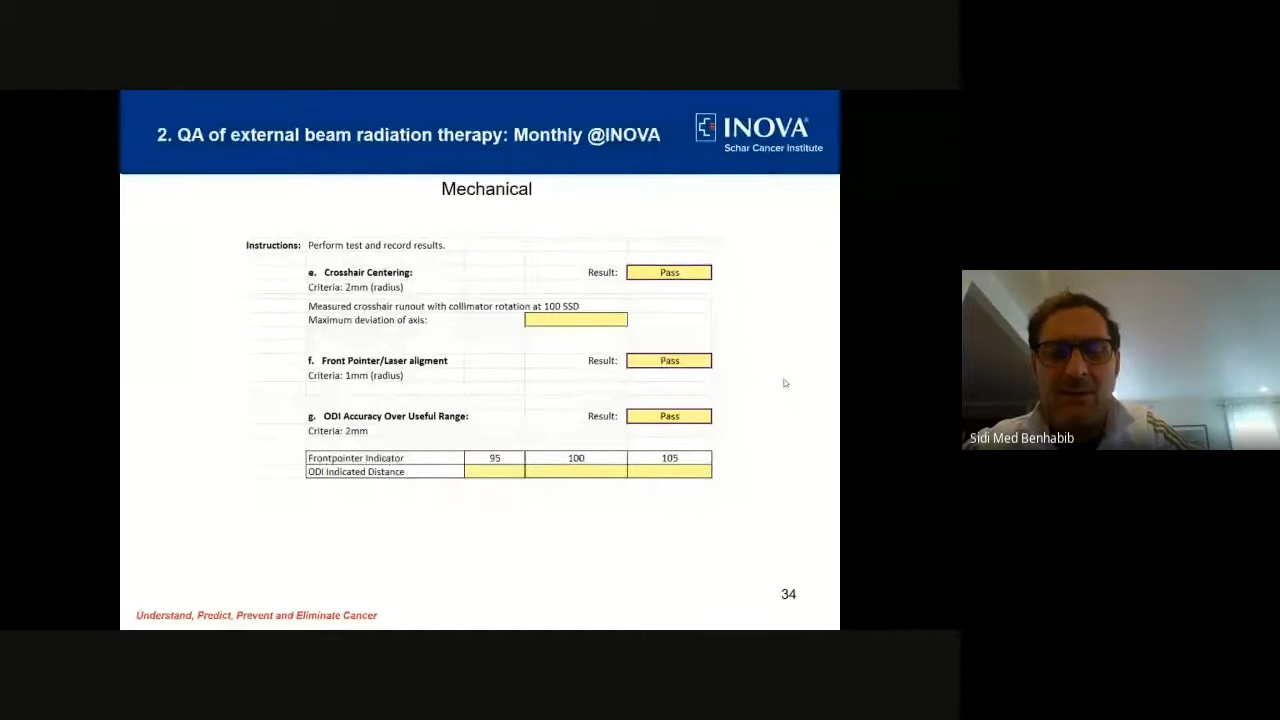 2. QA of external beam radiation therapy: Monthly @INOVA
INOVA
Schar Cancer Institute
Mechanical
Instructions: Perform test and record results.
e. Crosshair Centering: Result: Pass
Criteria: 2mm (radius)
Measured crosshair runout with collimator rotation at 100 SSD
Maximum deviation of axis:
f. Front Pointer/Laser aligment Result: Pass
Criteria: 1mm (radius)
g. ODI Accuracy Over Useful Range: Result: Pass
Criteria: 2mm
Frontpointer Indicator 95 100 105
ODI Indicated Distance
34
Understand, Predict, Prevent and Eliminate Cancer
Sidi Med Benhabib